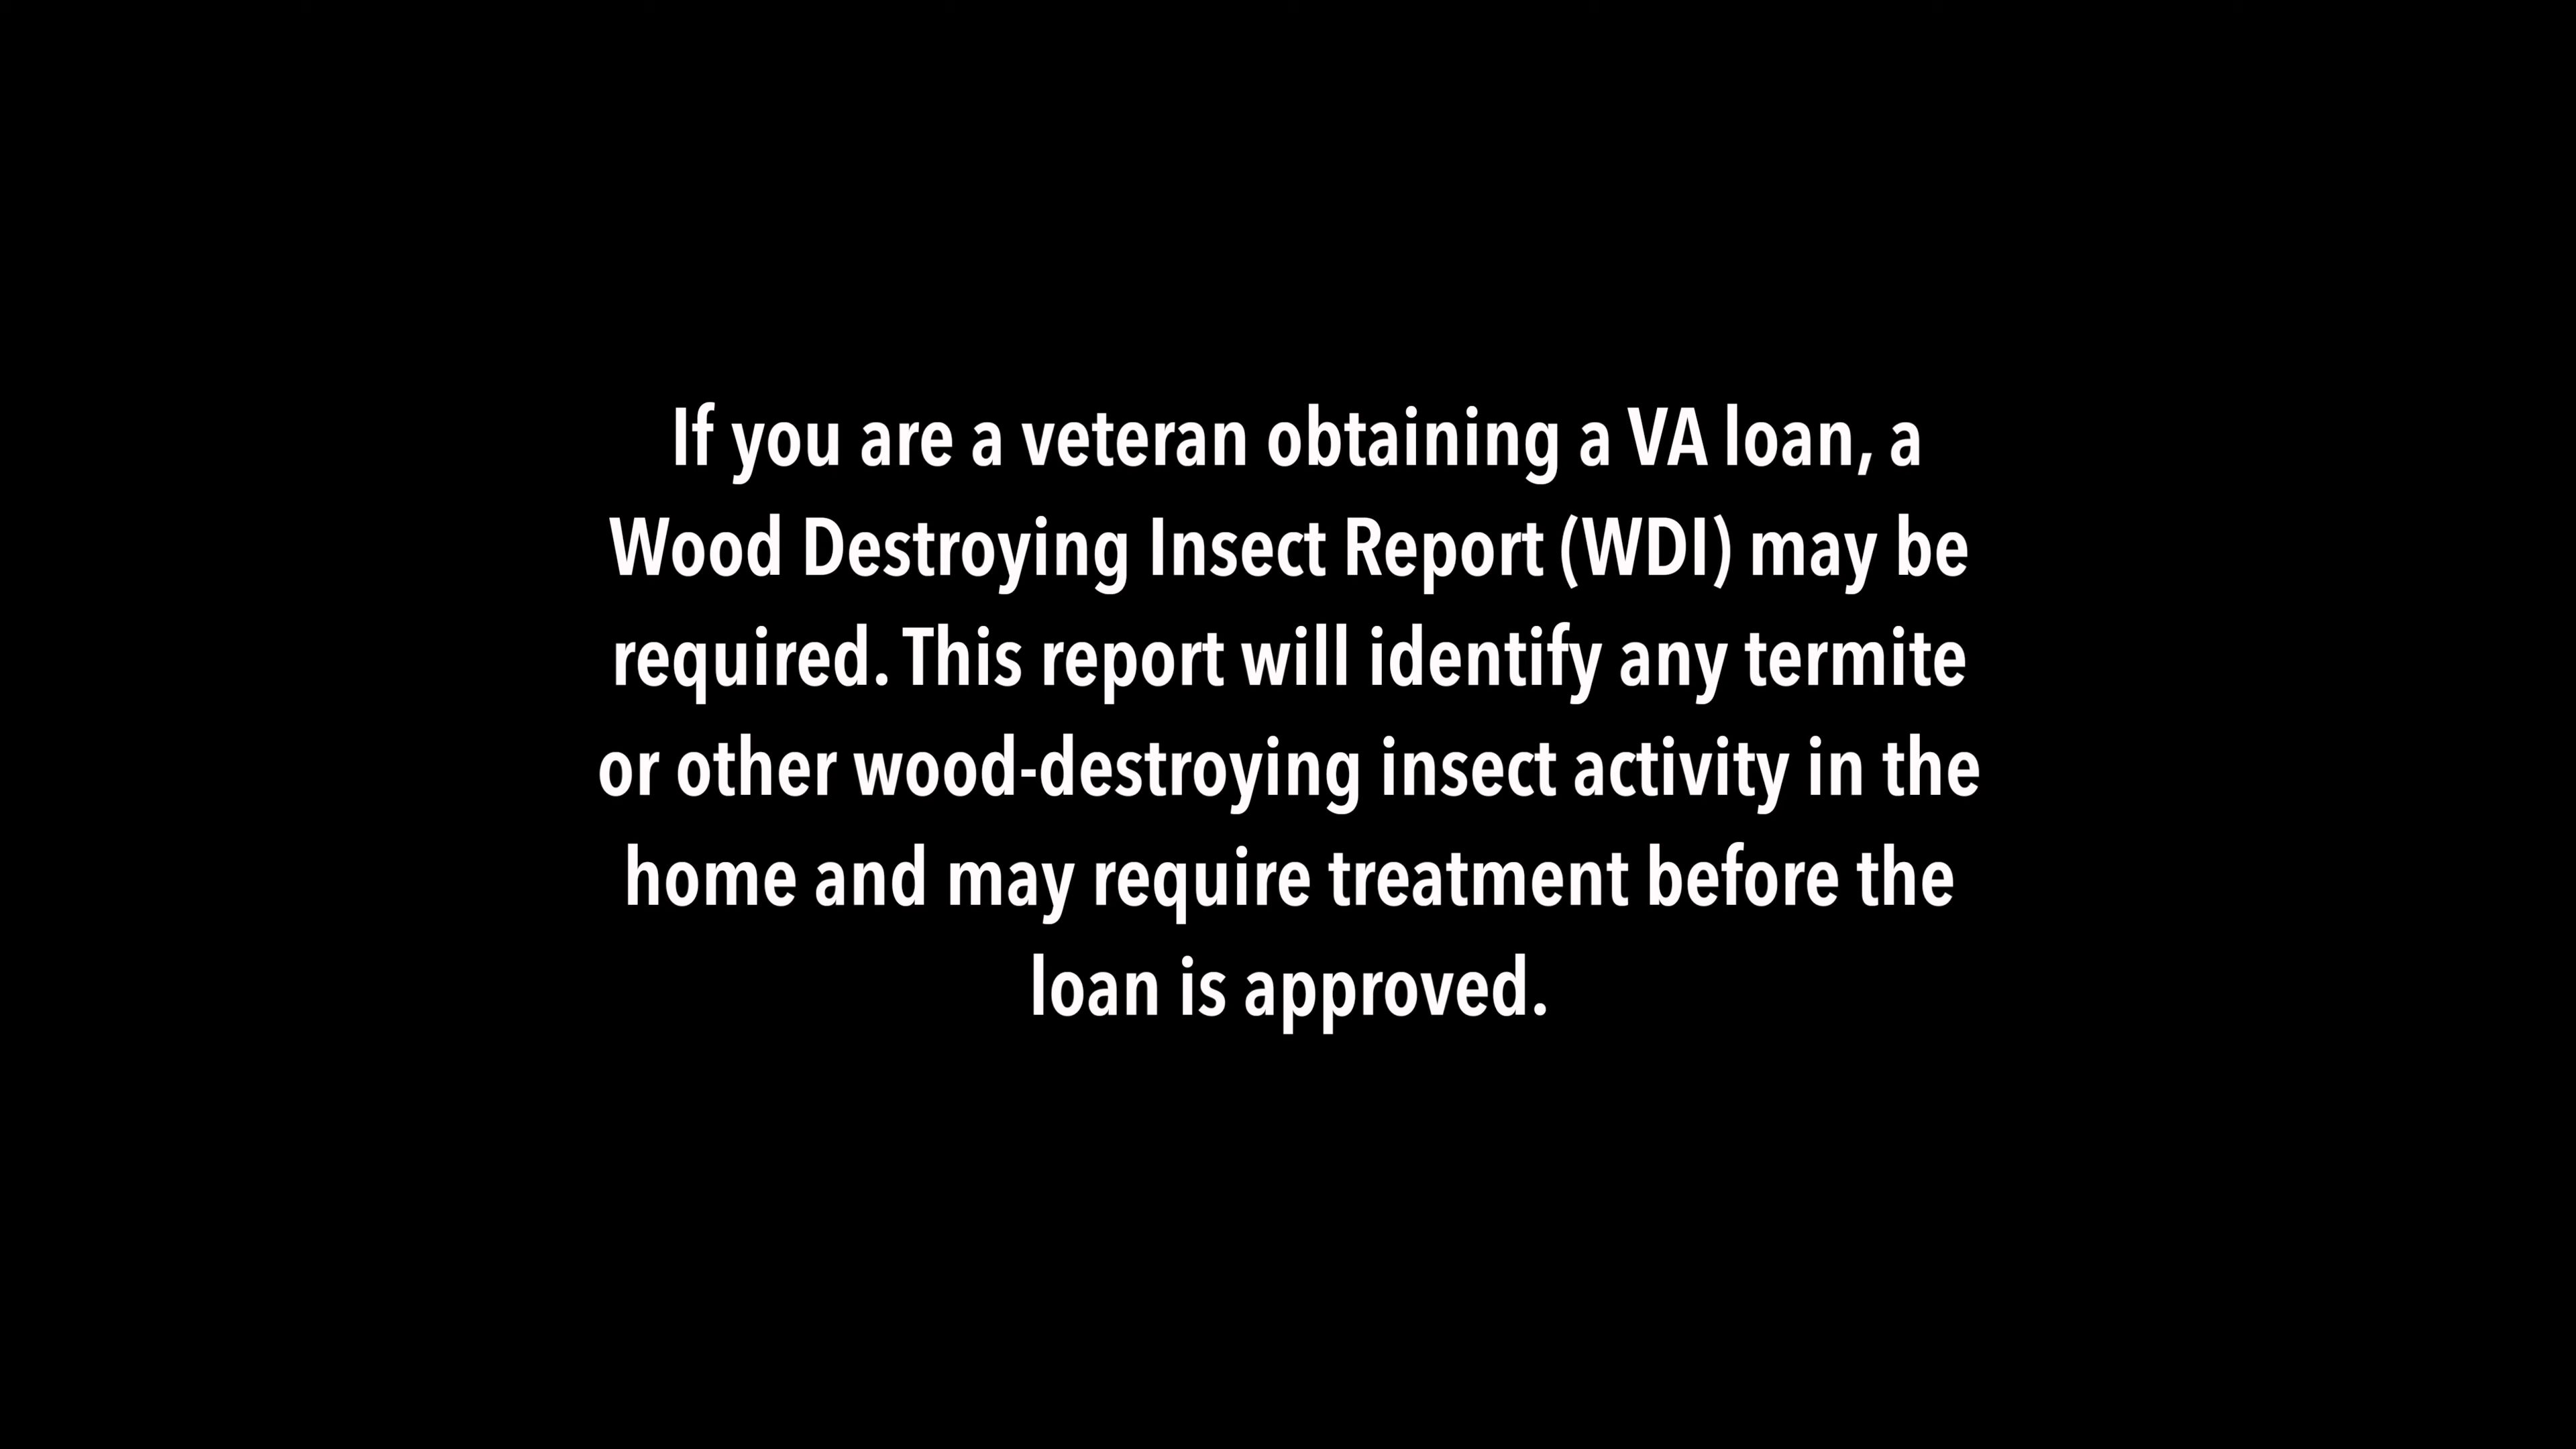 If you are a veteran obtaining a VA loan, a
Wood Destroying Insect Report (WDI) may be
required. This report will identify any termite
or other wood-destroying insect activity in the
home and may require treatment before the
loan is approved.